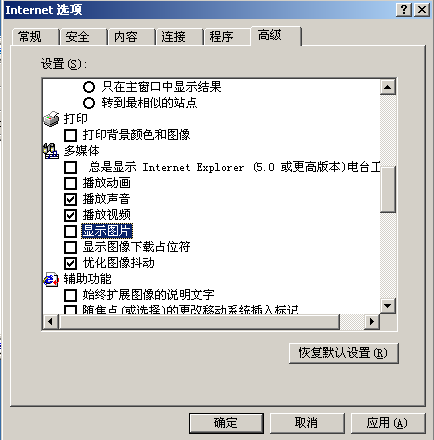 Internet 选项
常规 安全 内容 连接 程序 高级
设置(S):
只在主窗口中显示结果
转到最相似的站点
打印
打印背景颜色和图像
多媒体
总是显示 Internet Explorer (5.0 或更高版本)电台工
播放动画
播放声音
播放视频
显示图片
显示图像下载占位符
优化图像抖动
辅助功能
始终扩展图像的说明文字
随焦点(或选择)的更改移动系统插入标记
恢复默认设置(R)
确定 取消 应用(A)